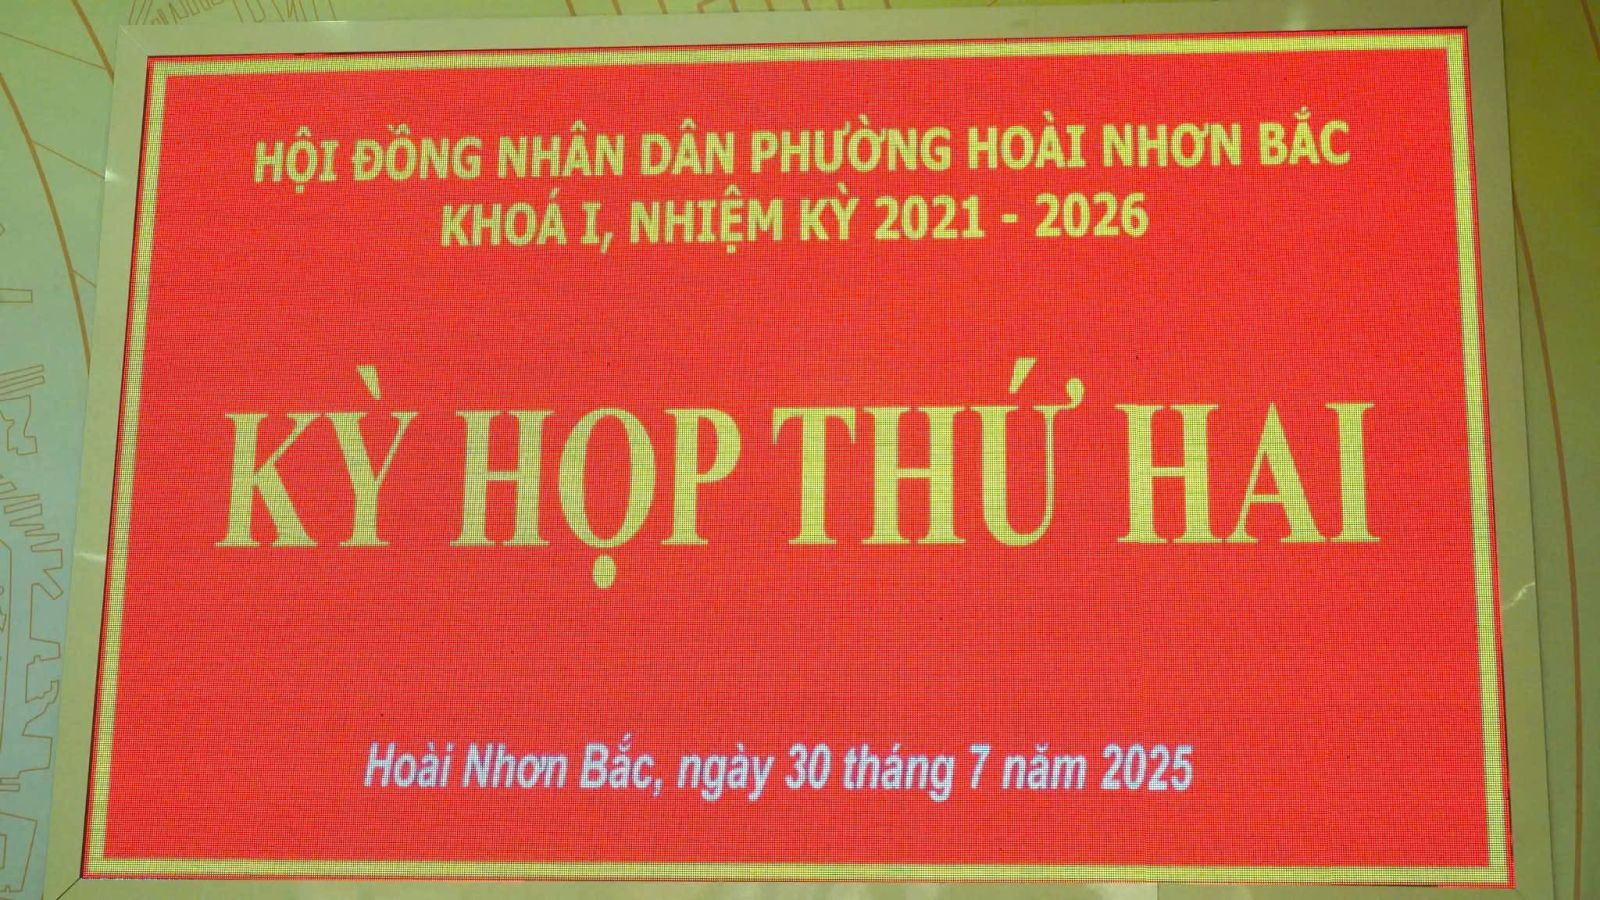 HỘI ĐỒNG NHÂN DÂN PHƯỜNG HOÀI NHƠN BẮC
KHOÁ I, NHIỆM KỲ 2021 - 2026
KỲ HỌP THỨ HAI
Hoài Nhơn Bắc, ngày 30 tháng 7 năm 2025